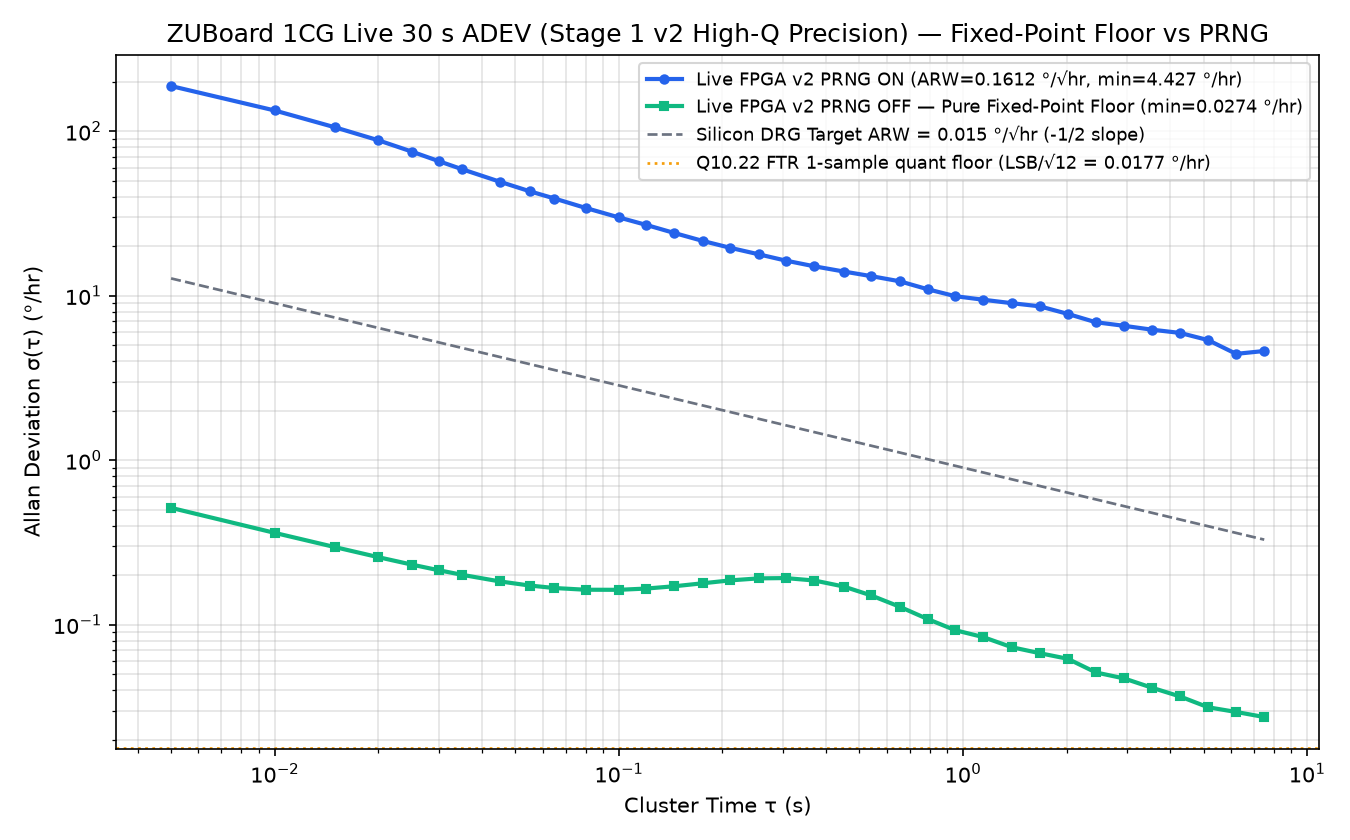 ZUBoard 1CG Live 30 s ADEV (Stage 1 v2 High-Q Precision) — Fixed-Point Floor vs PRNG
Live FPGA v2 PRNG ON (ARW=0.1612 °/√hr, min=4.427 °/hr)
Live FPGA v2 PRNG OFF — Pure Fixed-Point Floor (min=0.0274 °/hr)
Silicon DRG Target ARW = 0.015 °/√hr (-1/2 slope)
Q10.22 FTR 1-sample quant floor (LSB/√12 = 0.0177 °/hr)
Allan Deviation σ(τ) (°/hr)
10²
10¹
10⁰
10⁻¹
10⁻² 10⁻¹ 10⁰ 10¹
Cluster Time τ (s)